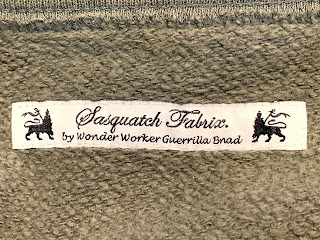 Sasquatch Fabrix.
by Wonder Worker Guerrilla Bnad